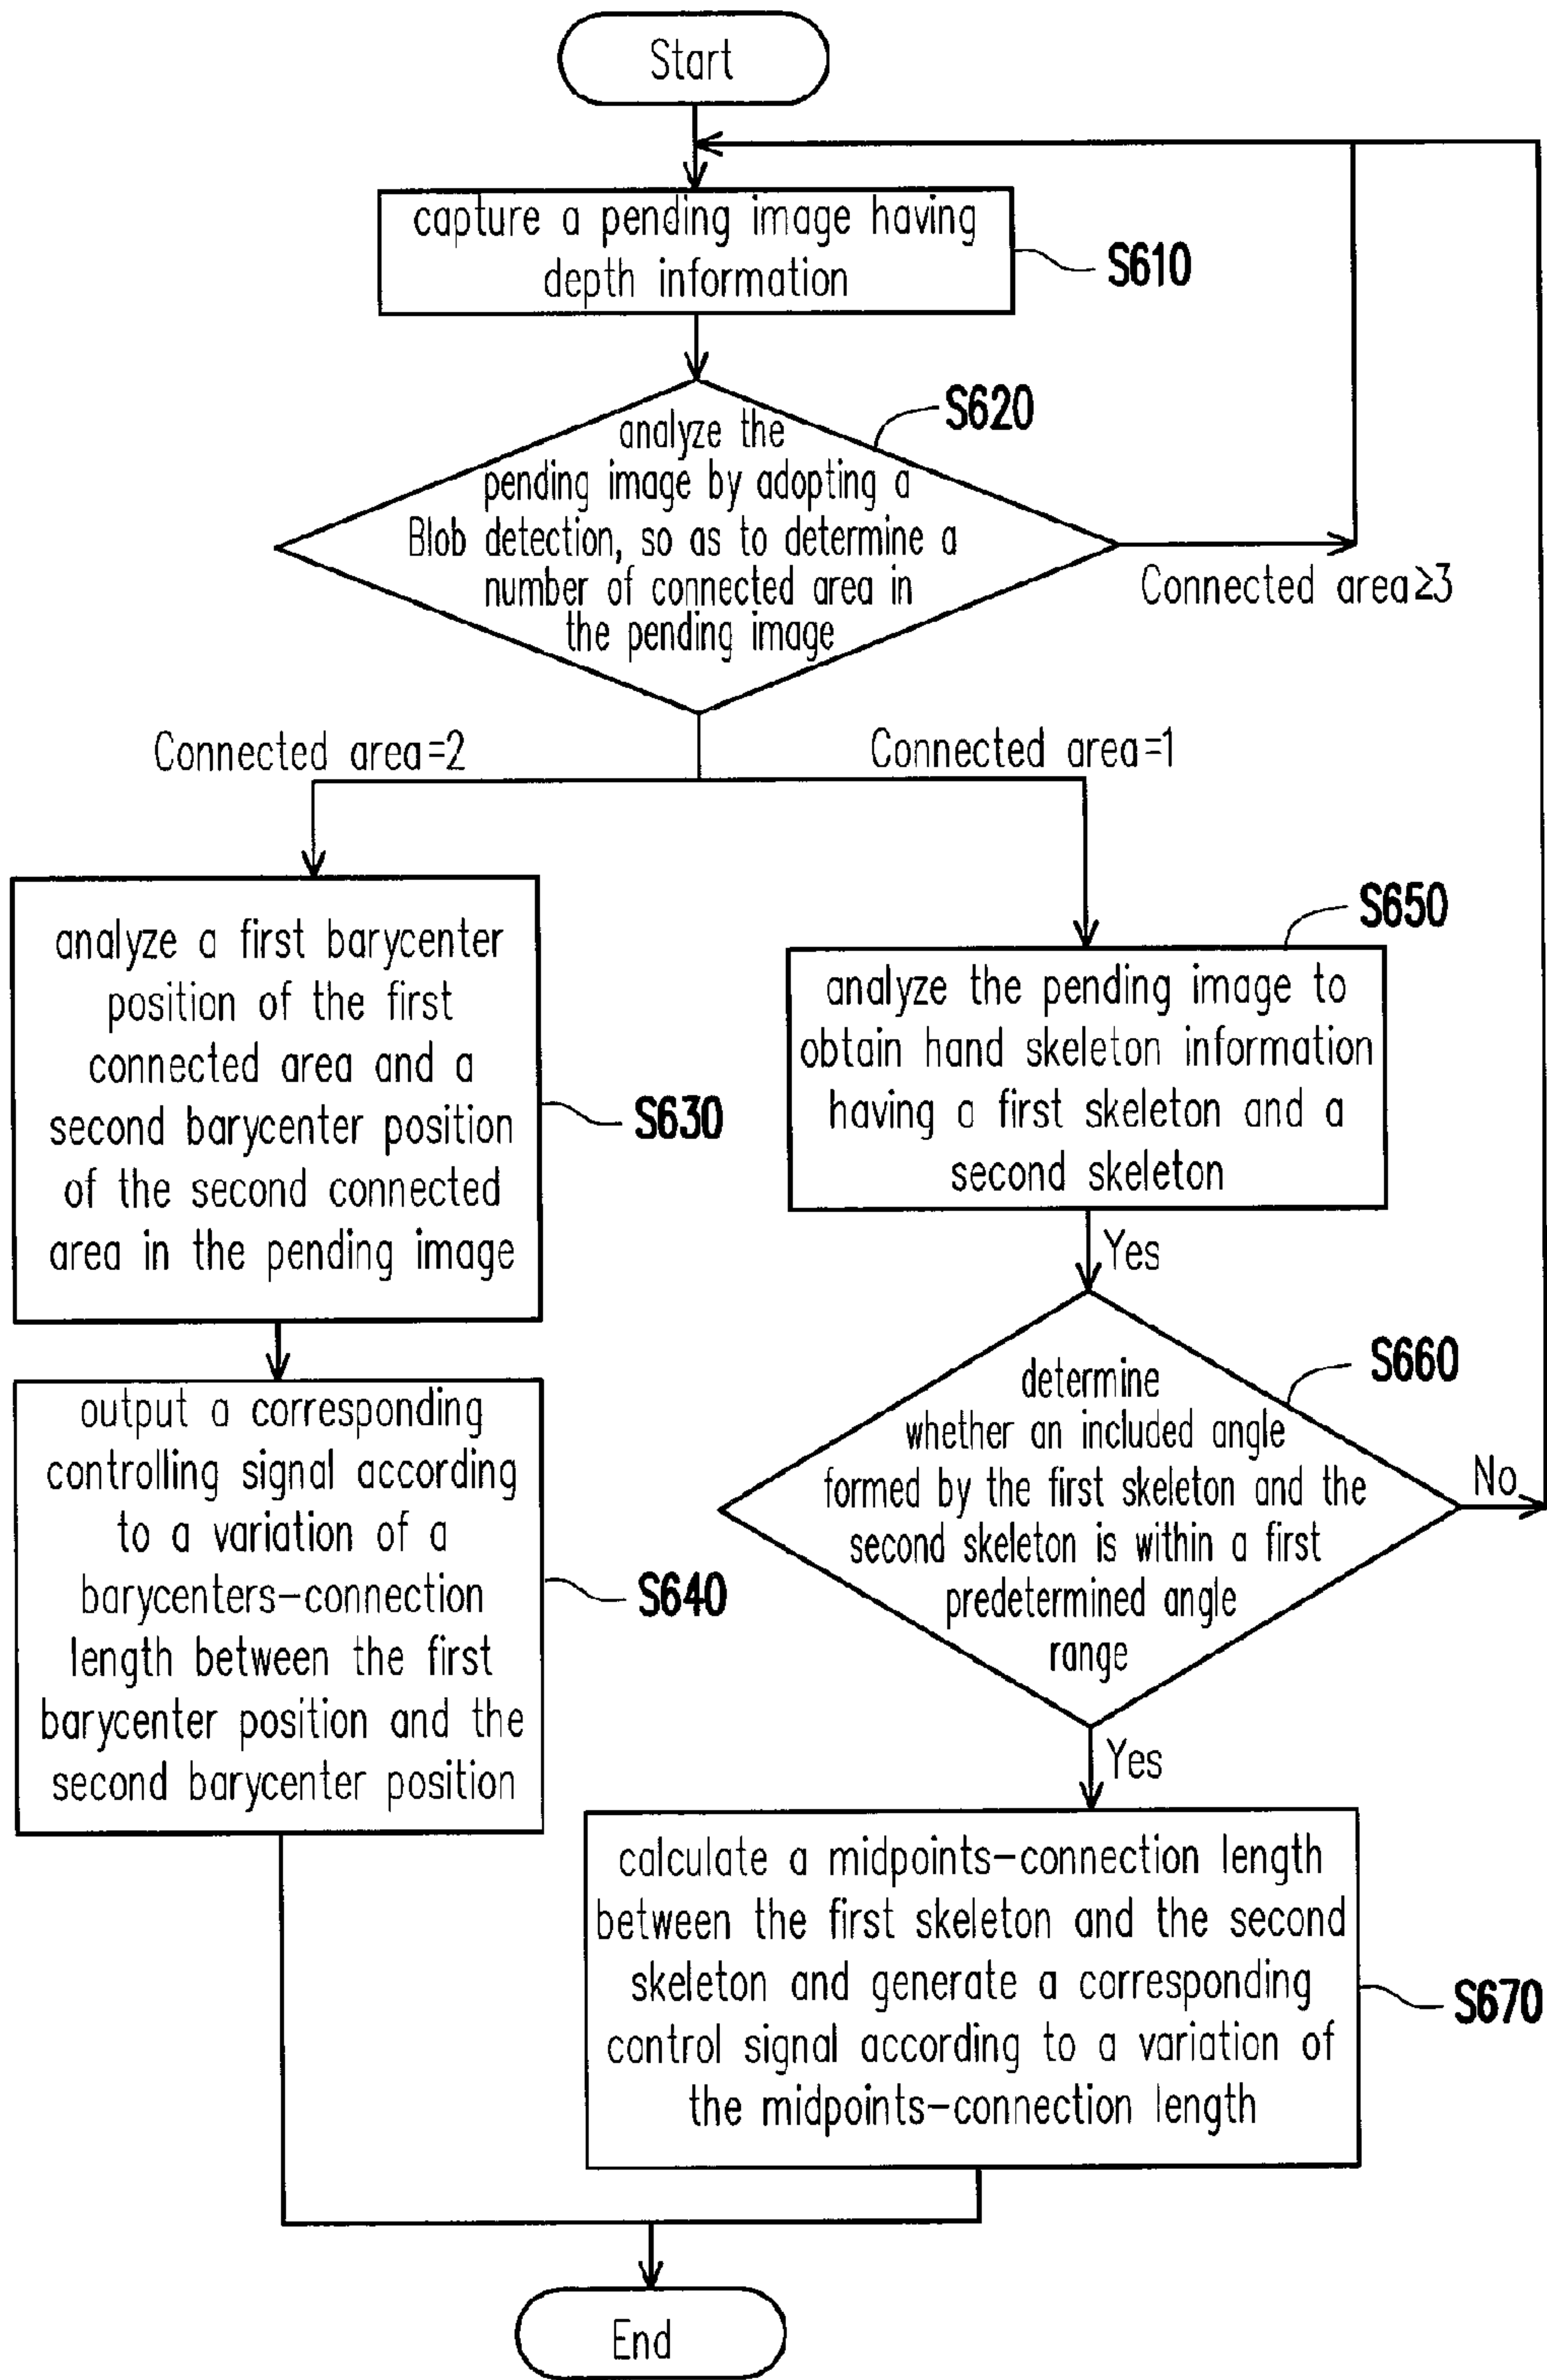 Start
capture a pending image having
depth information
S610
S620
analyze the
pending image by adopting a
Blob detection, so as to determine a
number of connected area in
the pending image
Connected area≥3
Connected area=2
Connected area=1
analyze a first barycenter
position of the first
connected area and a
second barycenter position
of the second connected
area in the pending image
S630
S650
analyze the pending image to
obtain hand skeleton information
having a first skeleton and a
second skeleton
Yes
output a corresponding
controlling signal according
to a variation of a
barycenters-connection
length between the first
barycenter position and the
second barycenter position
S640
S660
determine
whether an included angle
formed by the first skeleton and the
second skeleton is within a first
predetermined angle
range
No
Yes
calculate a midpoints-connection length
between the first skeleton and the second
skeleton and generate a corresponding
control signal according to a variation of
the midpoints-connection length
S670
End